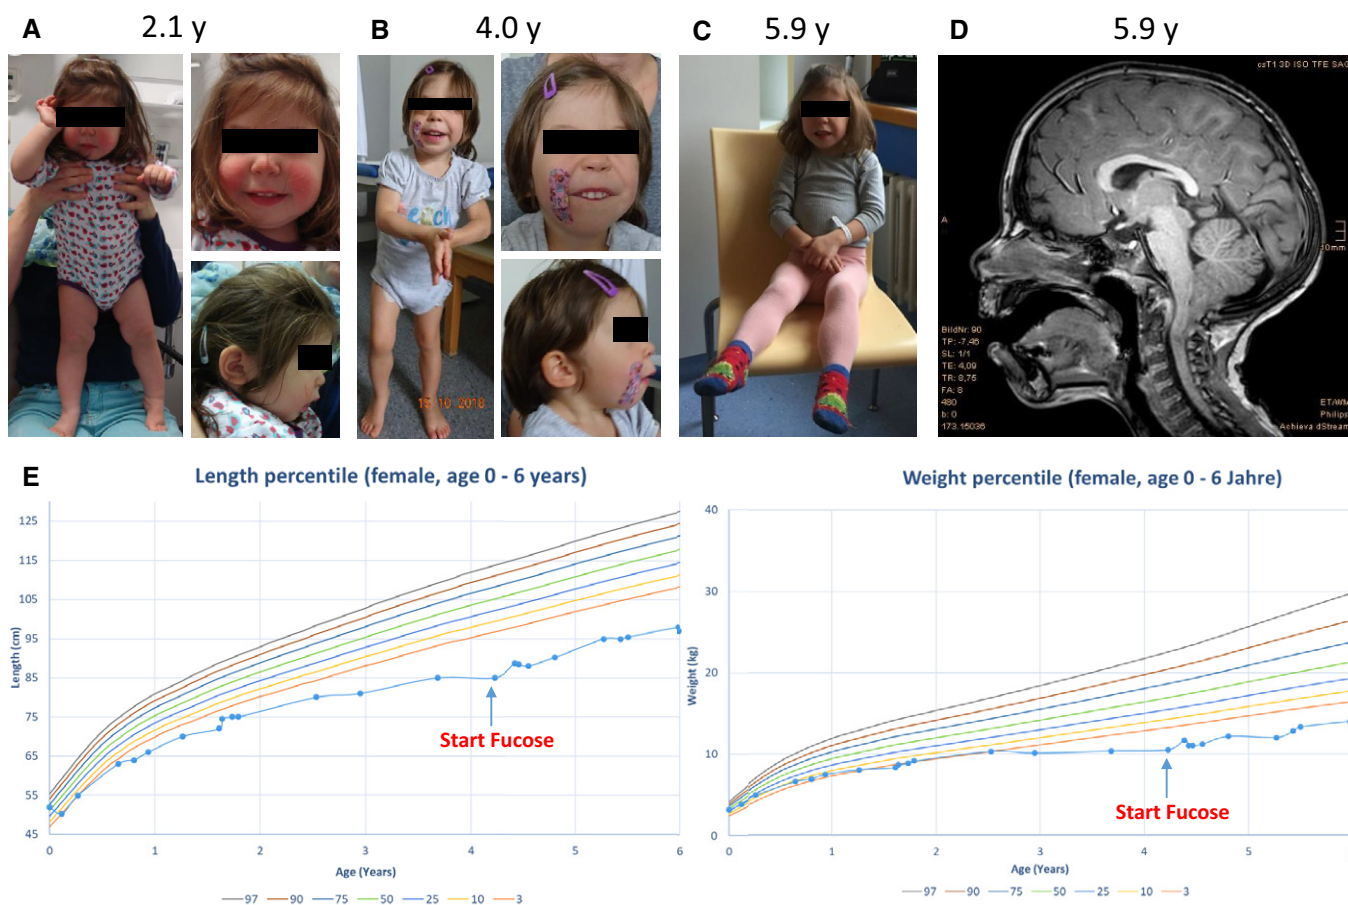 A 2.1 y
B 4.0 y
C 5.9 y
D 5.9 y
csT1 3D ISO TFE SAG
A
10mm
BildNr: 90
TP: -7,46
SL: 1/1
TE: 4,09
TR: 8,75
FA: 8
480
b: 0
173.15036
Philips
Achieva dStream
10 2018
E
Length percentile (female, age 0 - 6 years)
125
115
105
95
85
75
65
55
45
Length (cm)
Start Fucose
0 1 2 3 4 5 6
Age (Years)
97 90 75 50 25 10 3
Weight percentile (female, age 0 - 6 Jahre)
40
30
20
10
0
Weight (kg)
Start Fucose
0 1 2 3 4 5
Age (Years)
97 90 75 50 25 10 3